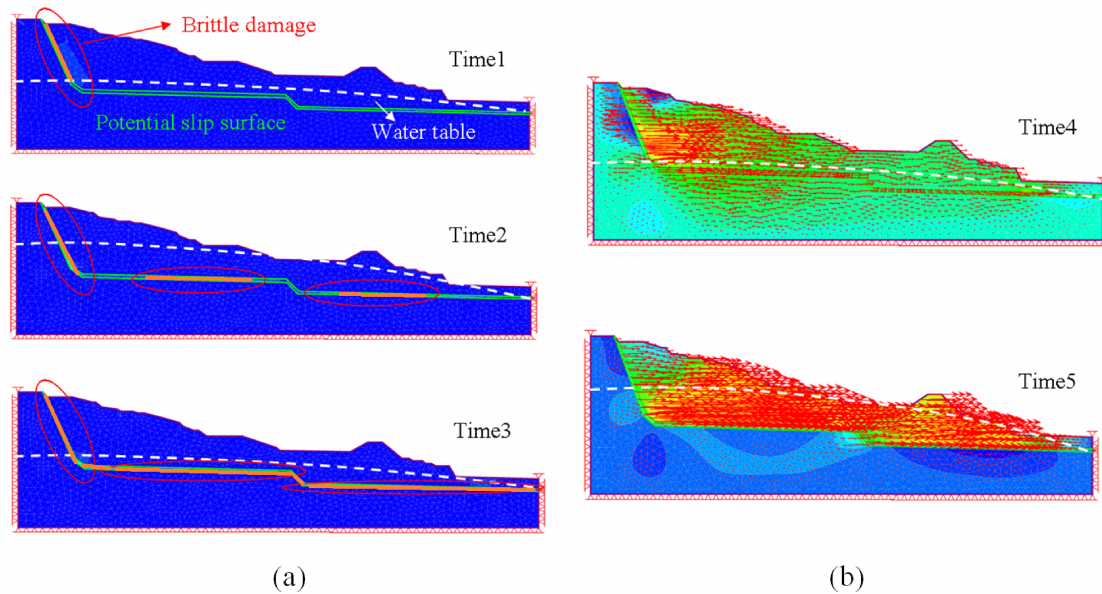 Brittle damage
Time1
Potential slip surface
Water table
Time2
Time3
(a)
Time4
Time5
(b)